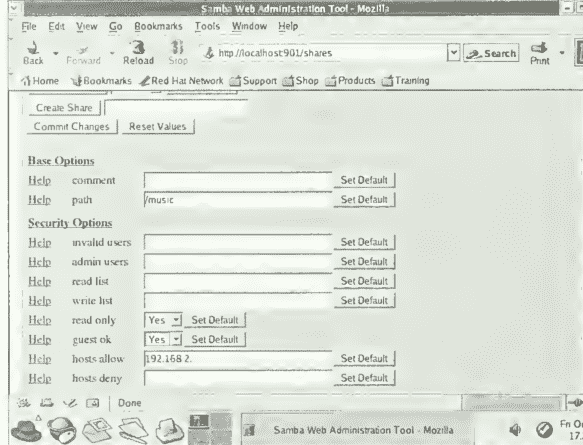 Samba Web Administration Tool - Mozilla
File Edit View Go Bookmarks Tools Window Help
Back Forward Reload Stop http://localhost:901/shares Search Print
Home Bookmarks Red Hat Network Support Shop Products Training
Create Share
Commit Changes Reset Values
Base Options
Help comment Set Default
Help path /music Set Default
Security Options
Help invalid users Set Default
Help admin users Set Default
Help read list Set Default
Help write list Set Default
Help read only Yes Set Default
Help guest ok Yes Set Default
Help hosts allow 192.168.2. Set Default
Help hosts deny Set Default
Done
Samba Web Administration Tool - Mozilla